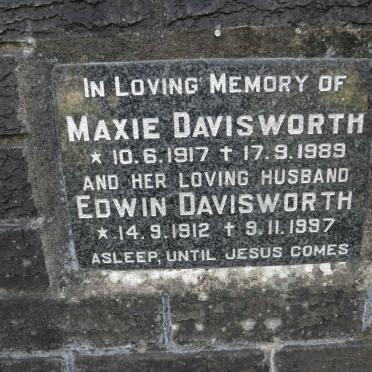 IN LOVING MEMORY OF
MAXIE DAVISWORTH
* 10.6.1917 † 17.9.1989
AND HER LOVING HUSBAND
EDWIN DAVISWORTH
* 14.9.1912 † 9.11.1997
ASLEEP, UNTIL JESUS COMES